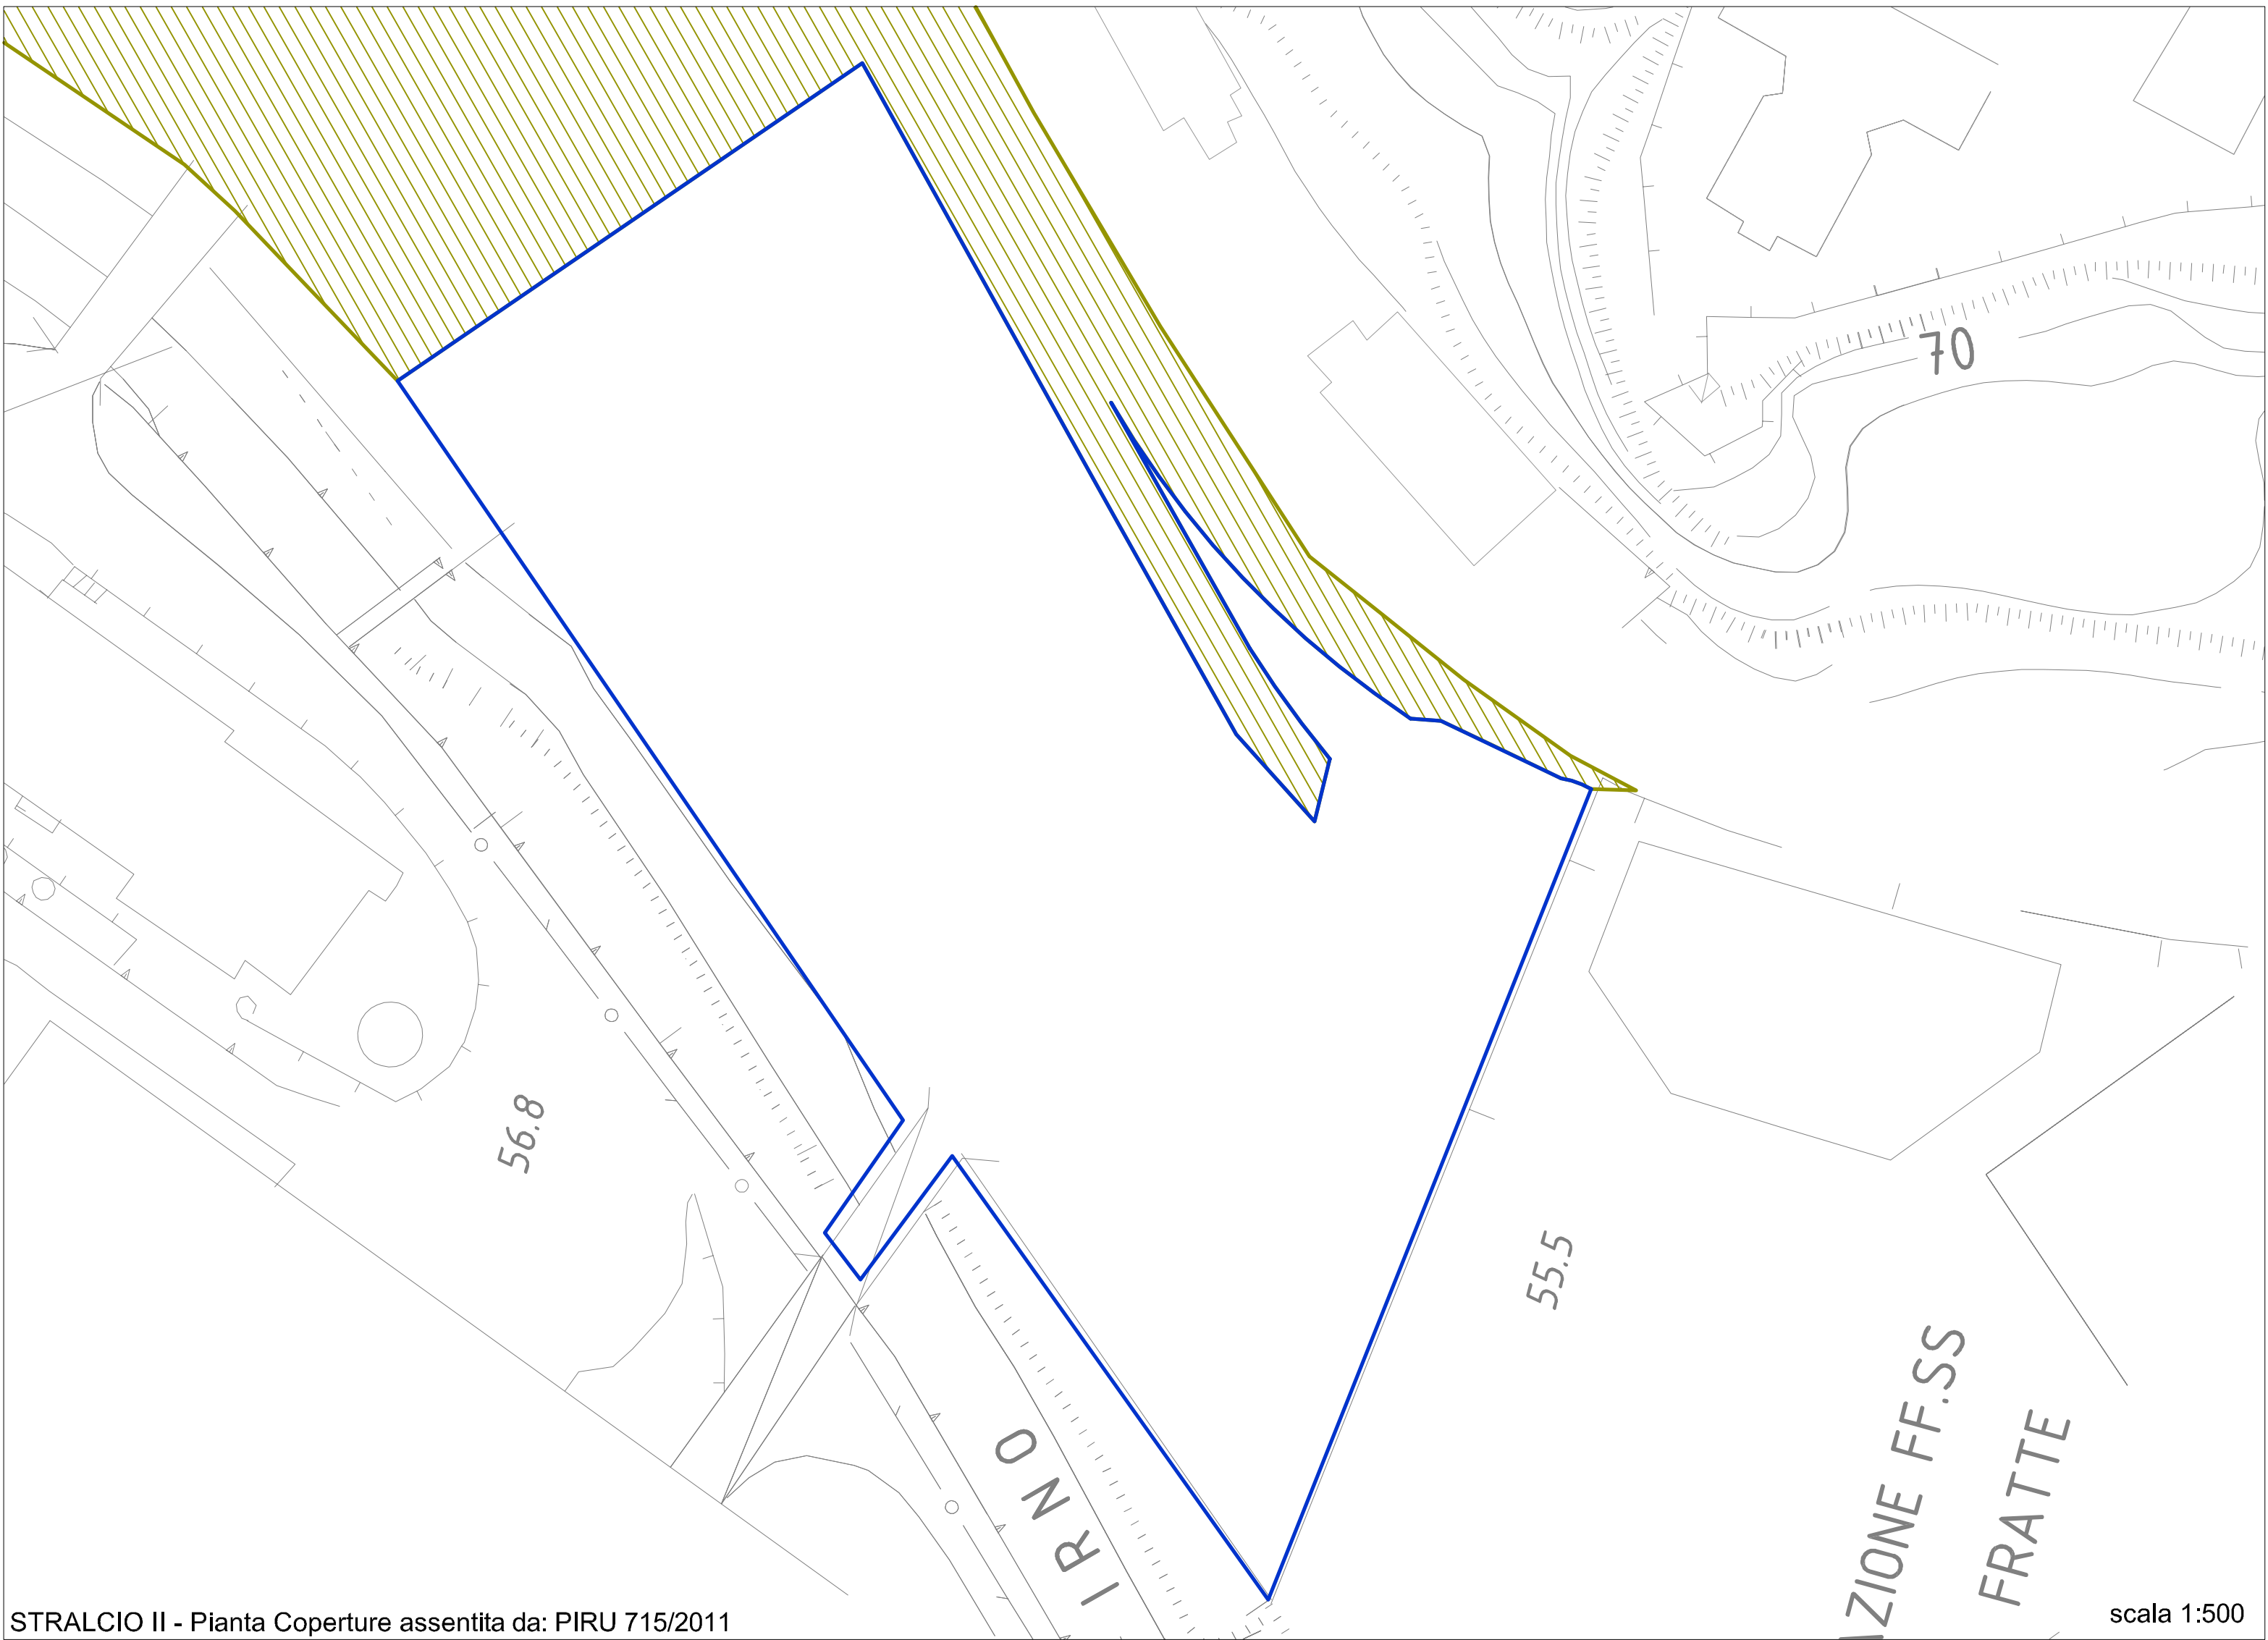 70
56.8
55.5
IRNO
ZIONE FF.SS
FRATTE
STRALCIO II - Pianta Coperture assentita da: PIRU 715/2011
scala 1:500